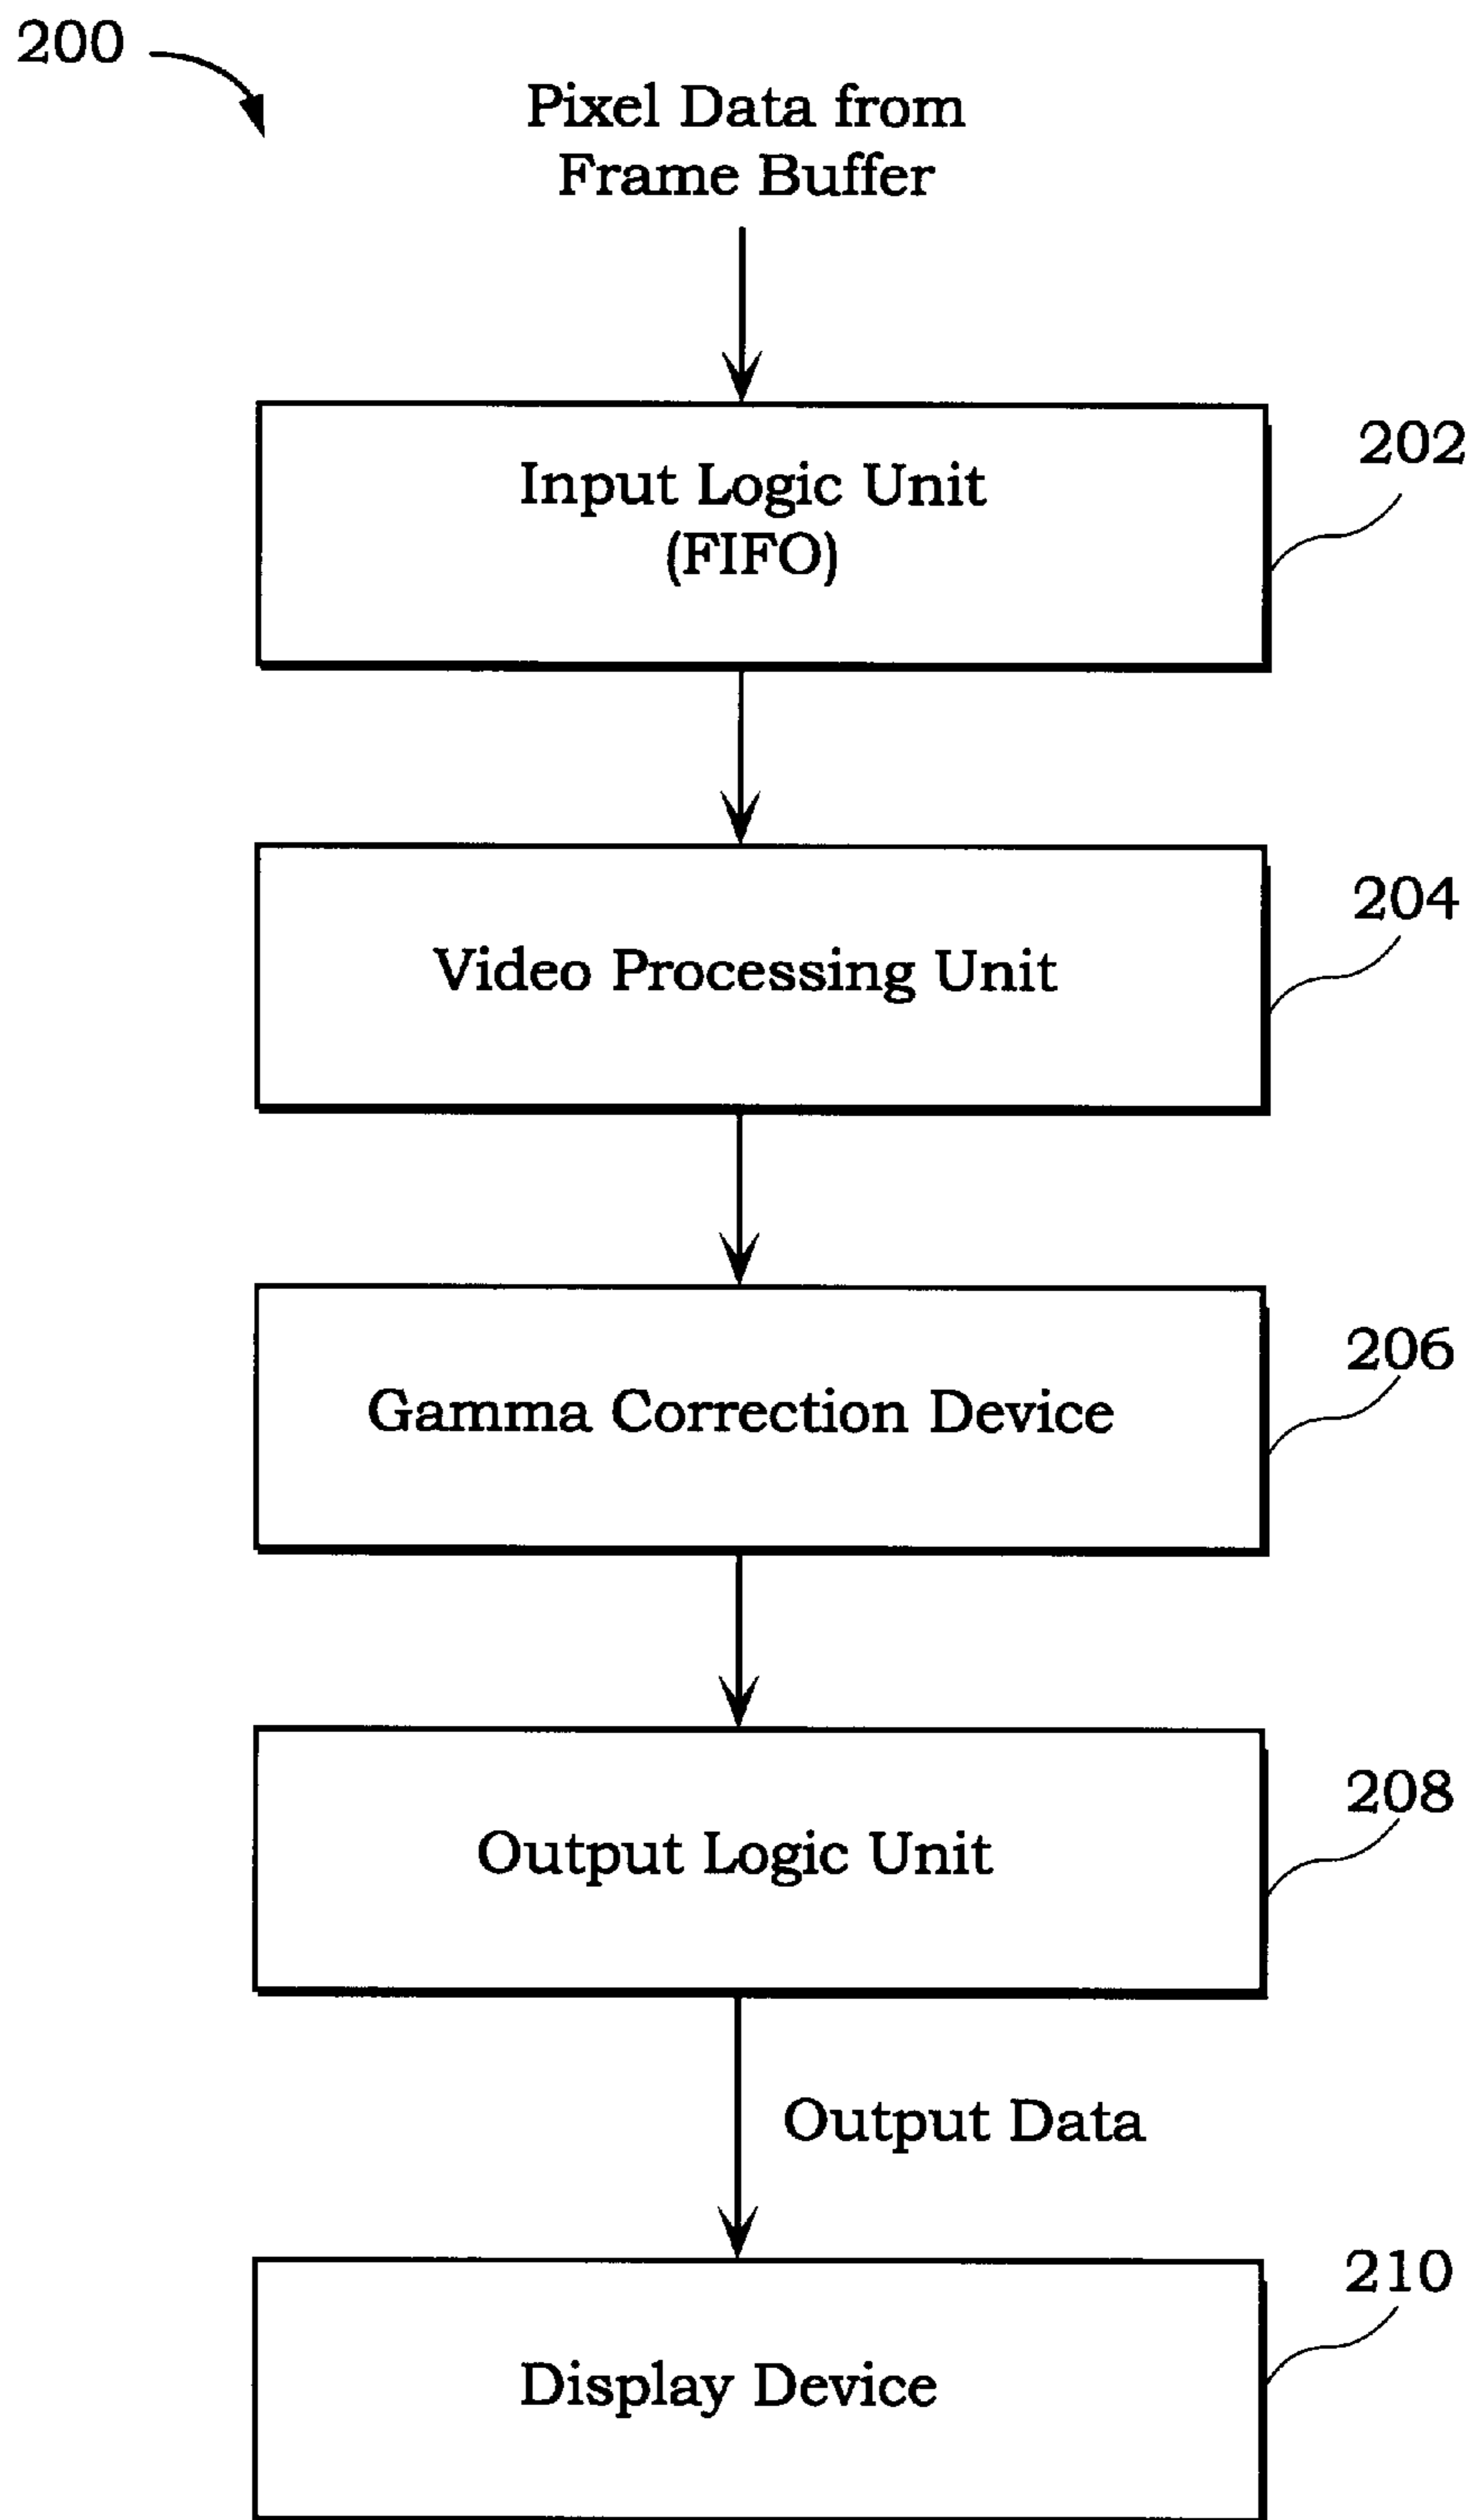 200
Pixel Data from
Frame Buffer
Input Logic Unit
(FIFO)
202
Video Processing Unit
204
Gamma Correction Device
206
Output Logic Unit
208
Output Data
Display Device
210